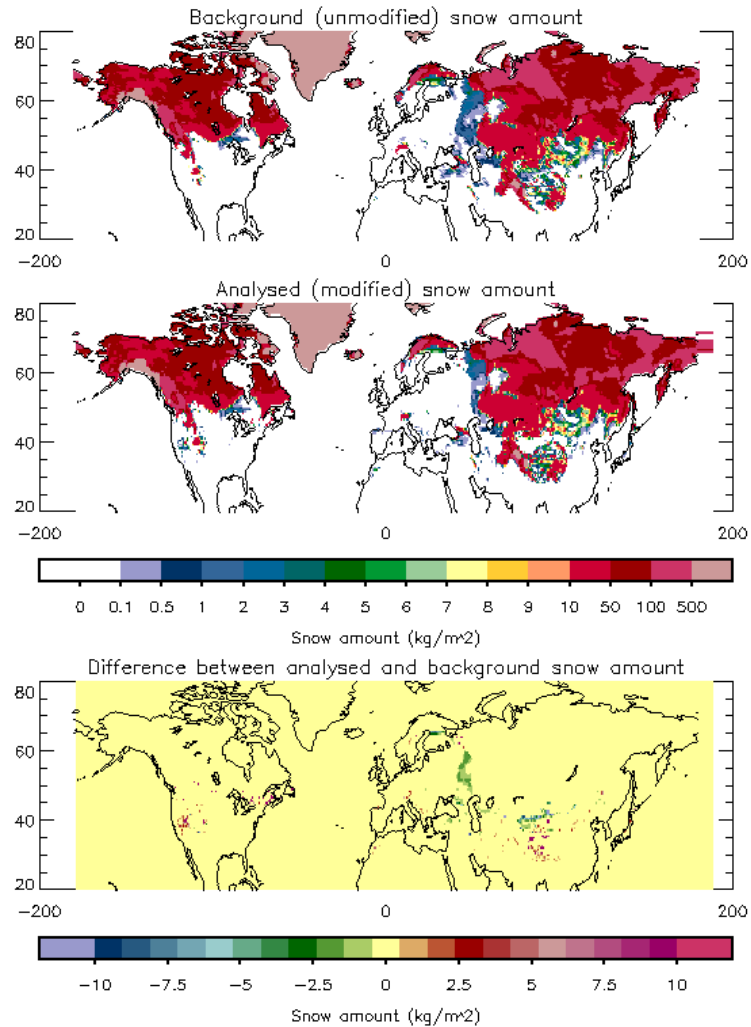 Background (unmodified) snow amount
80
60
40
20
-200 0 200
Analysed (modified) snow amount
80
60
40
20
-200 0 200
0 0.1 0.5 1 2 3 4 5 6 7 8 9 10 50 100 500
Snow amount (kg/m^2)
Difference between analysed and background snow amount
80
60
40
20
-200 0 200
-10 -7.5 -5 -2.5 0 2.5 5 7.5 10
Snow amount (kg/m^2)